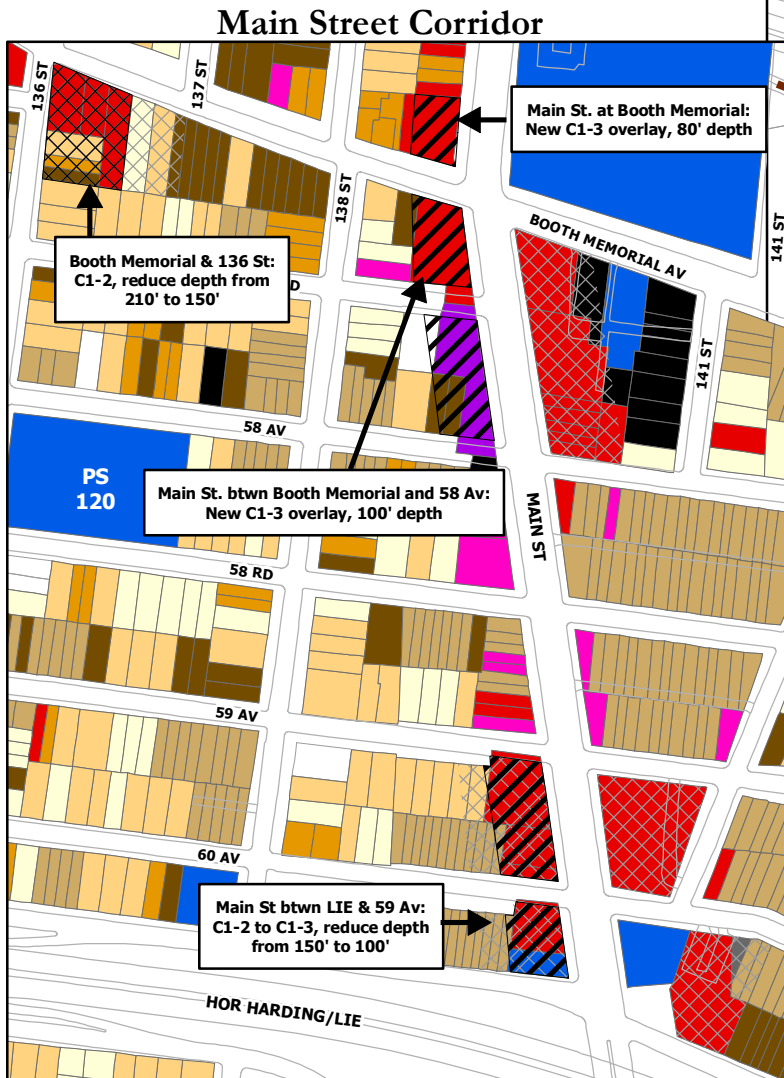 Main Street Corridor
136 ST
137 ST
138 ST
Main St. at Booth Memorial:
New C1-3 overlay, 80' depth
141 ST
BOOTH MEMORIAL AV
Booth Memorial & 136 St:
C1-2, reduce depth from
210' to 150'
D
141 ST
58 AV
PS
120
Main St. btwn Booth Memorial and 58 Av:
New C1-3 overlay, 100' depth
MAIN ST
58 RD
59 AV
60 AV
Main St btwn LIE & 59 Av:
C1-2 to C1-3, reduce depth
from 150' to 100'
HOR HARDING/LIE